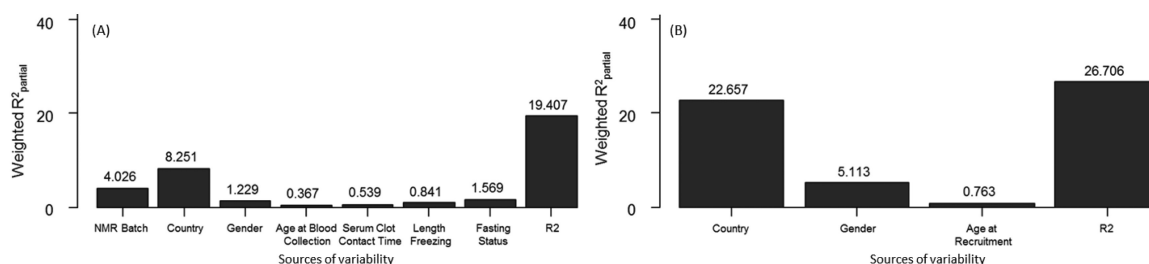 (A)
Weighted R²partial
40
20
0
4.026
8.251
1.229
0.367
0.539
0.841
1.569
19.407
NMR Batch
Country
Gender
Age at Blood
Collection
Serum Clot
Contact Time
Length
Freezing
Fasting
Status
R2
Sources of variability
(B)
Weighted R²partial
40
20
0
22.657
5.113
0.763
26.706
Country
Gender
Age at
Recruitment
R2
Sources of variability